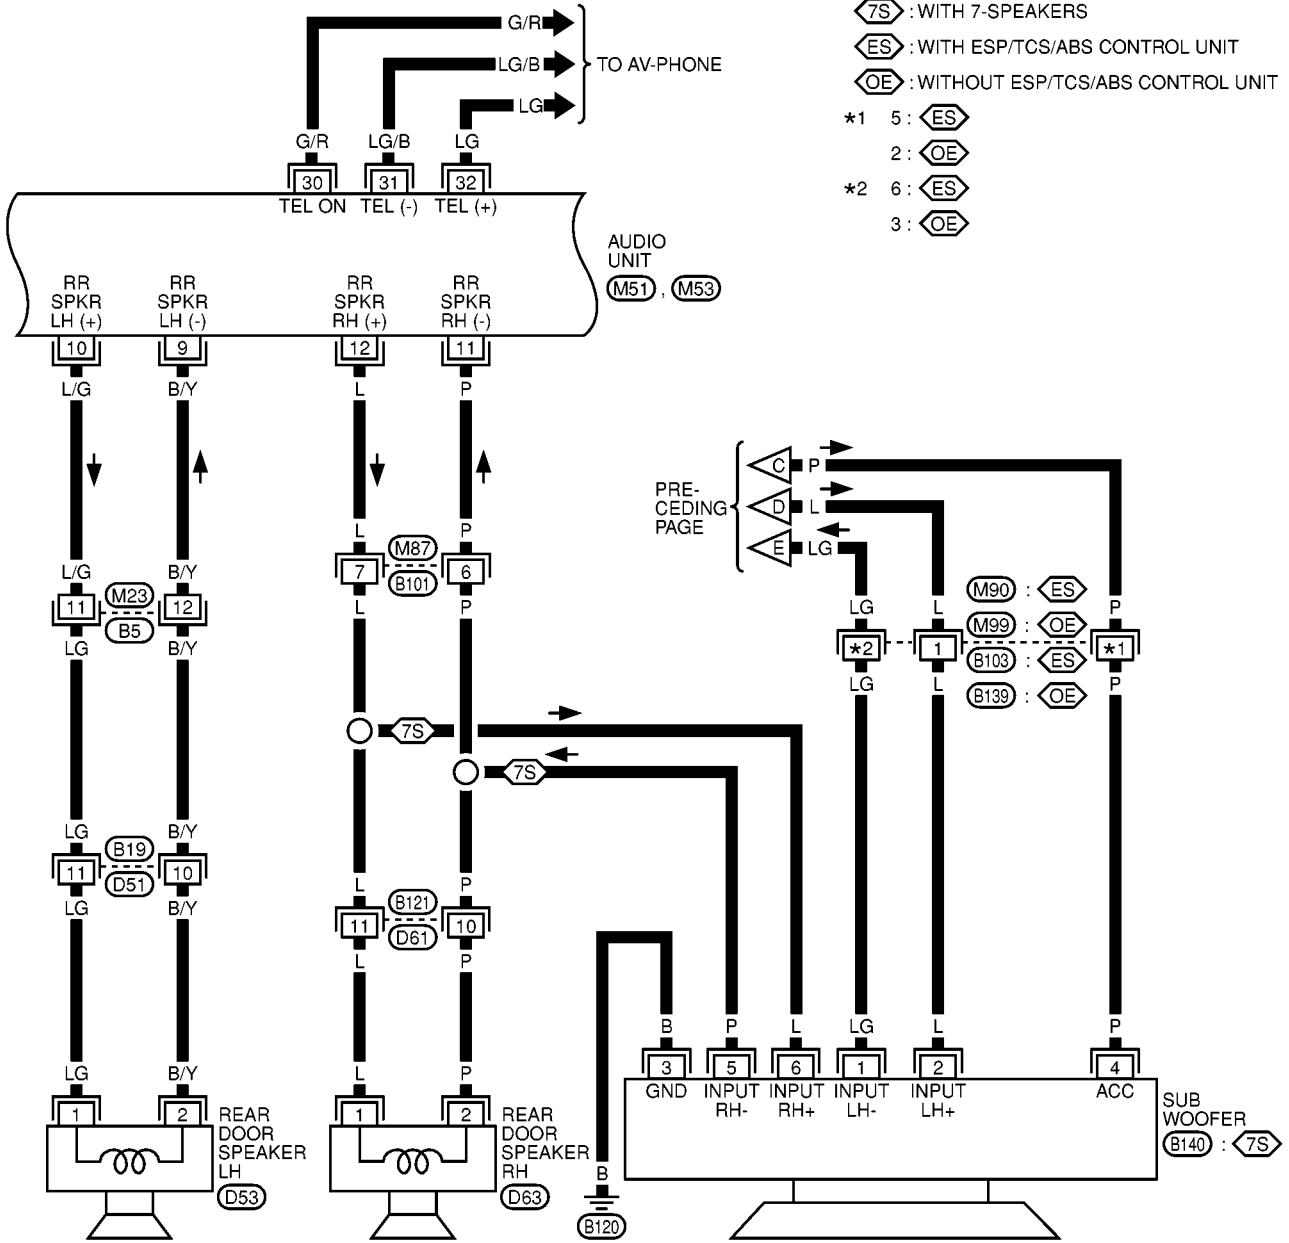 G/R
LG/B
LG
TO AV-PHONE
7S : WITH 7-SPEAKERS
ES : WITH ESP/TCS/ABS CONTROL UNIT
OE : WITHOUT ESP/TCS/ABS CONTROL UNIT
*1 5 : ES
2 : OE
*2 6 : ES
3 : OE
G/R LG/B LG
30 31 32
TEL ON TEL (-) TEL (+)
AUDIO
UNIT
M51 , M53
RR
SPKR
LH (+)
RR
SPKR
LH (-)
RR
SPKR
RH (+)
RR
SPKR
RH (-)
10 9 12 11
L/G B/Y L P
PRE-
CEDING
PAGE
C P
D L
E LG
L P
7 M87 6
B101
L P
L/G B/Y
11 M23 12
B5
LG B/Y
LG L P
M90 : ES
M99 : OE
*2 1 *1
B103 : ES
B139 : OE
LG L P
7S
7S
LG B/Y
11 B19 10
D51
LG B/Y
L P
11 B121 10
D61
L P
B P L LG L P
3 5 6 1 2 4
GND
INPUT
RH-
INPUT
RH+
INPUT
LH-
INPUT
LH+
ACC
SUB
WOOFER
B140 : 7S
LG B/Y
1 2
REAR
DOOR
SPEAKER
LH
D53
L P
1 2
REAR
DOOR
SPEAKER
RH
D63
B
B120